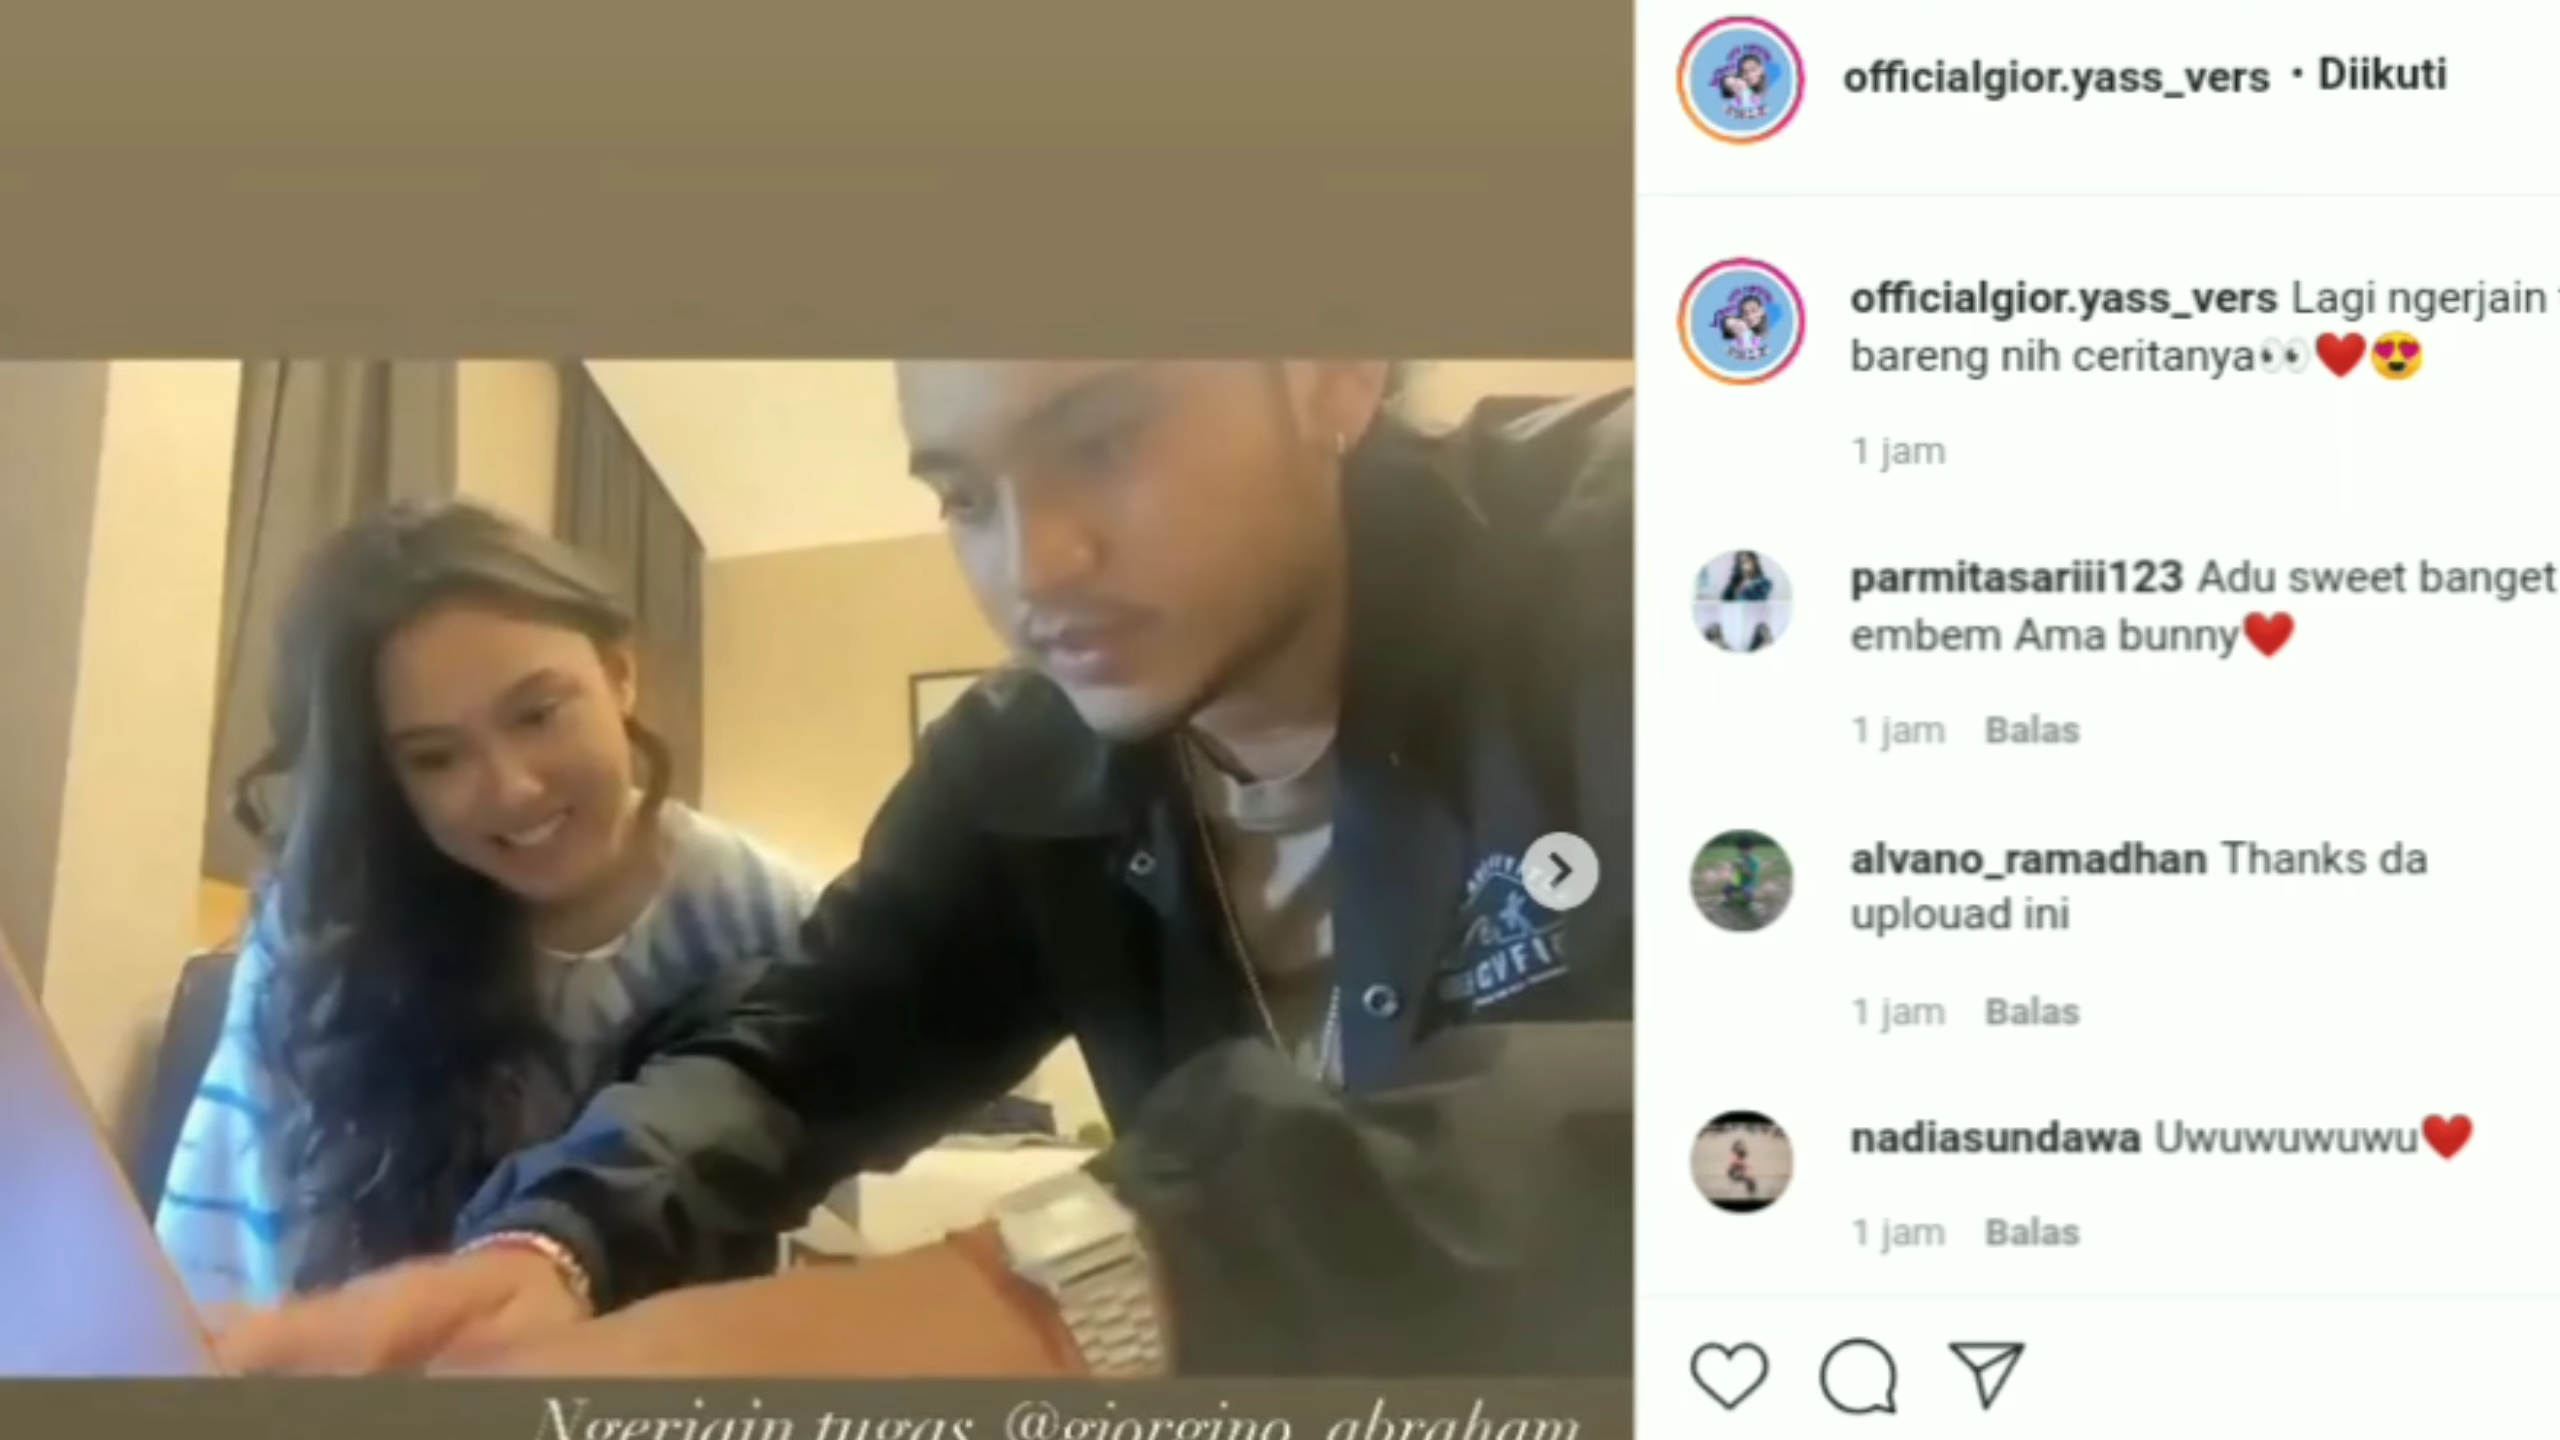 officialgior.yass_vers • Diikuti
officialgior.yass_vers Lagi ngerjain
bareng nih ceritanya👀❤️😍
1 jam
parmitasariii123 Adu sweet banget
embem Ama bunny❤️
1 jam Balas
alvano_ramadhan Thanks da
uplouad ini
1 jam Balas
nadiasundawa Uwuwuwuwu❤️
1 jam Balas
Ngerjain tugas @giorgino_abraham